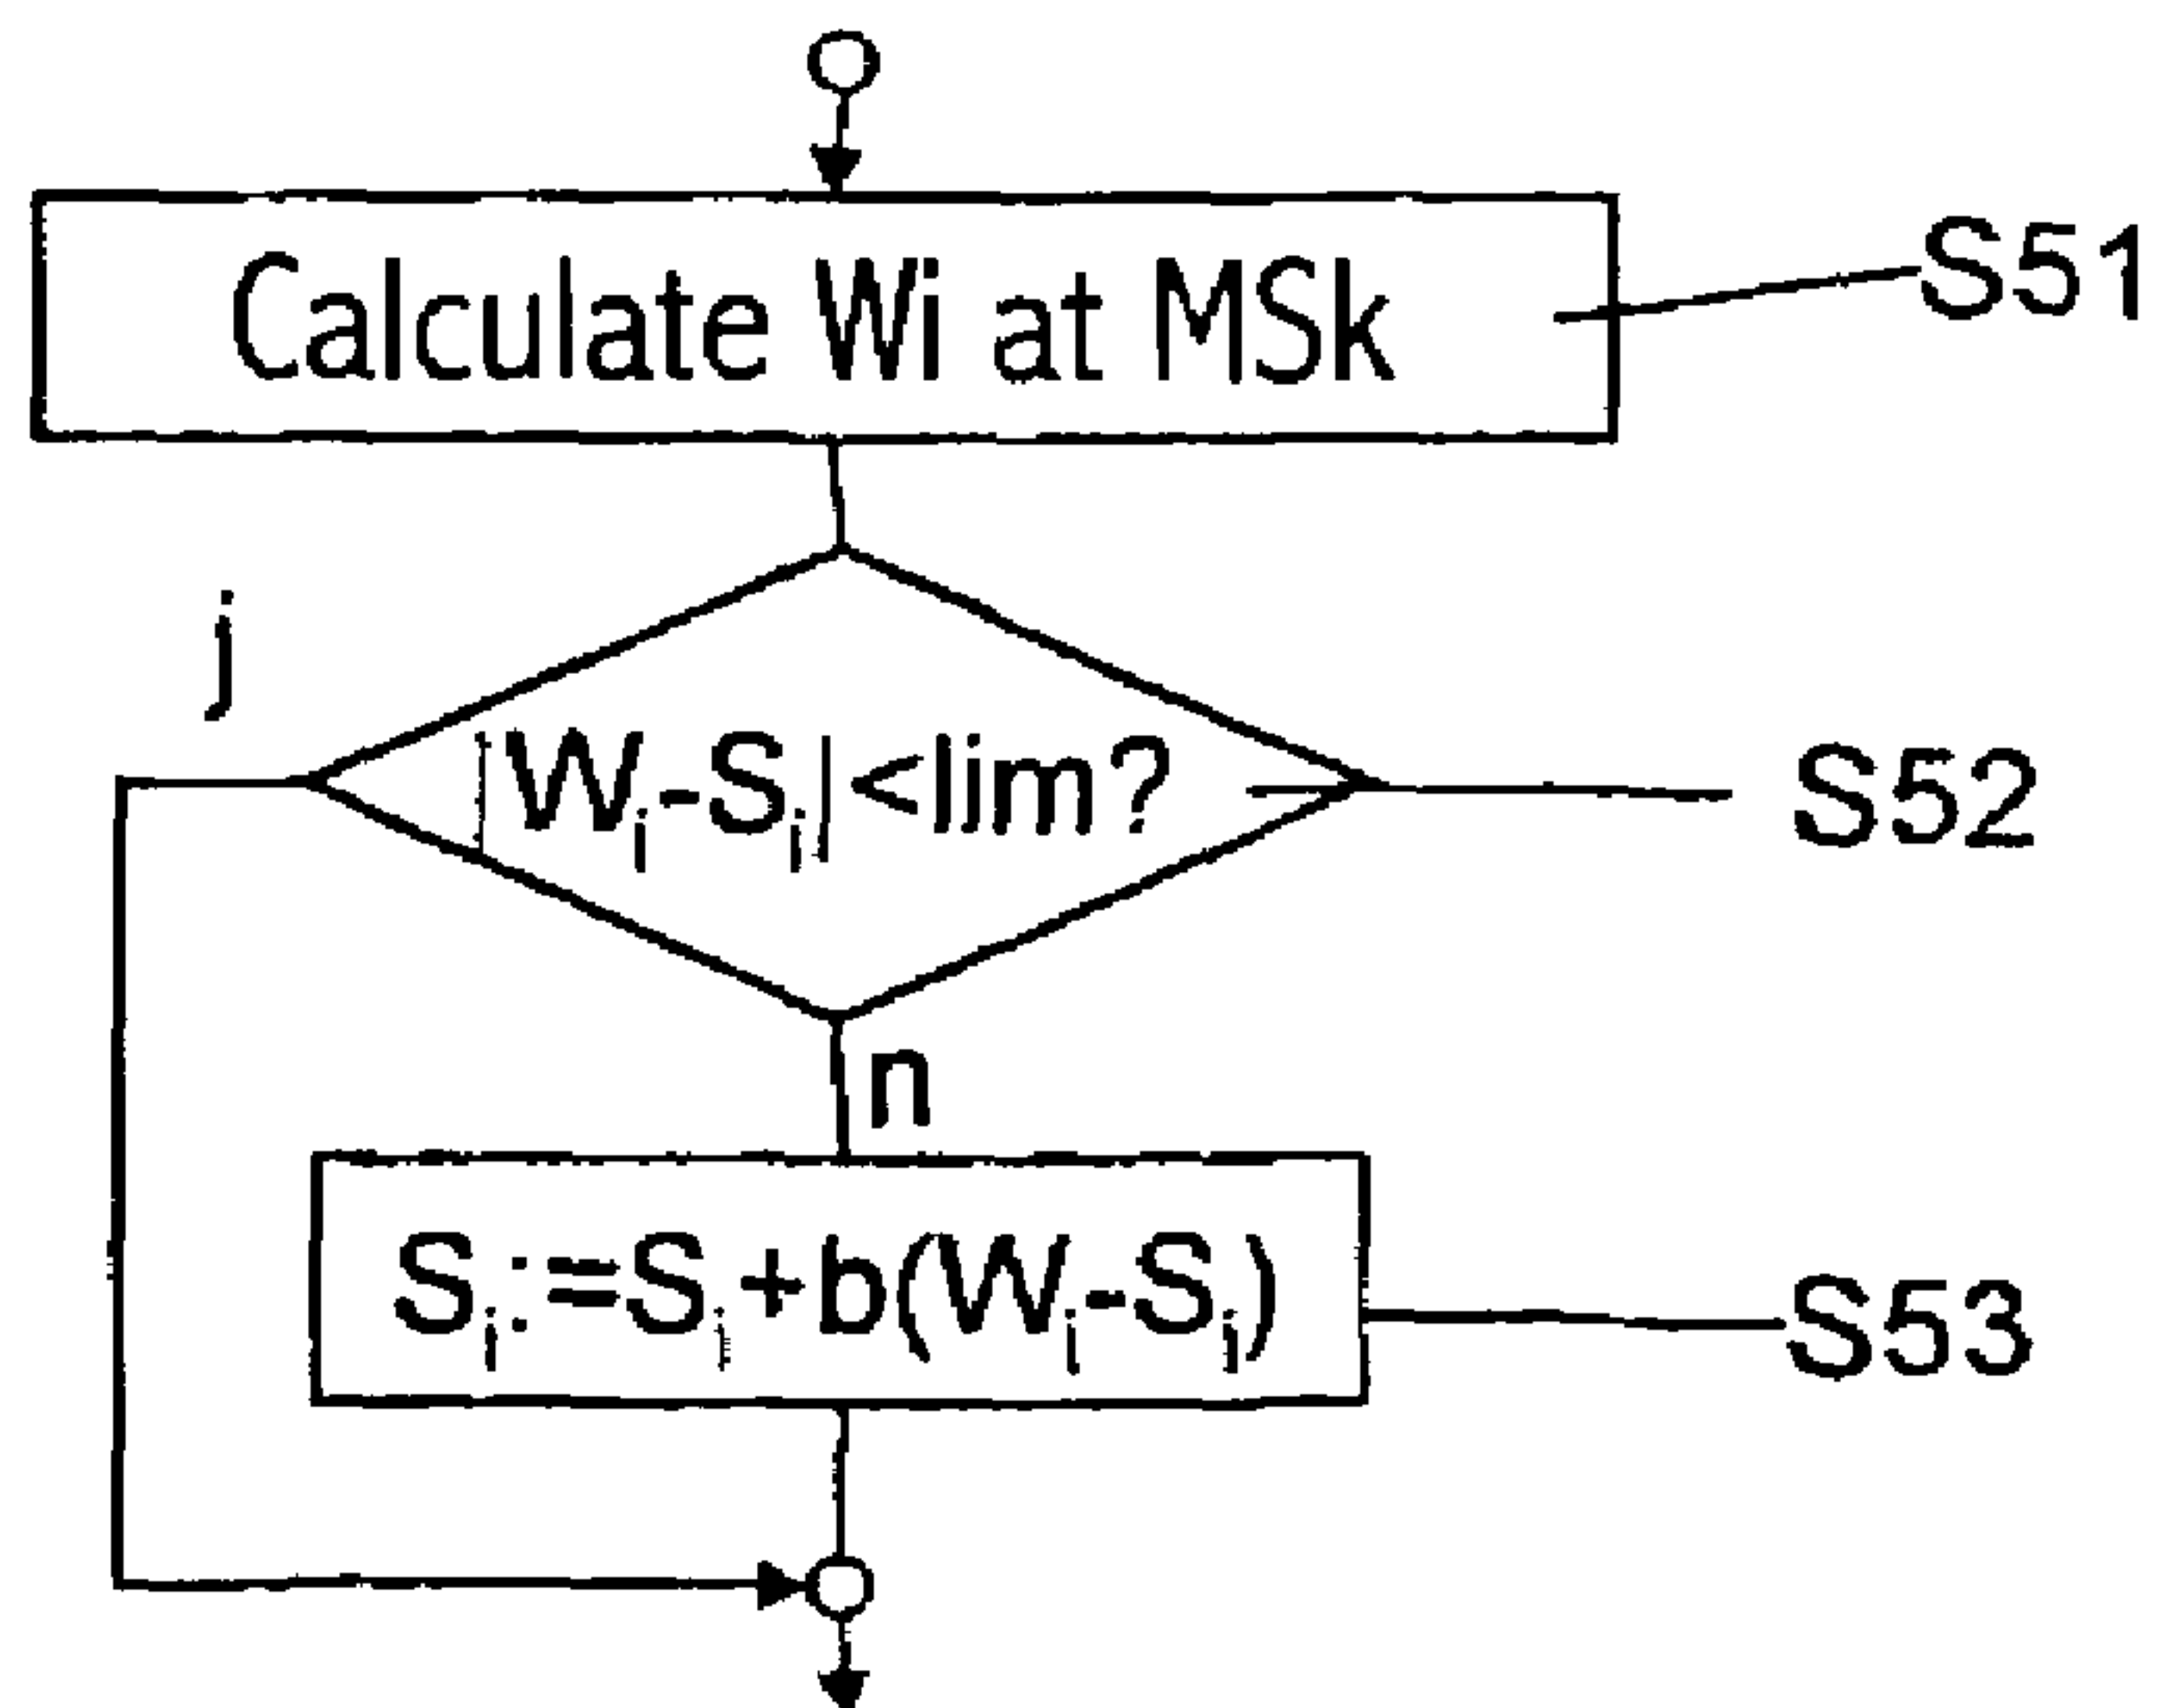 Calculate Wi at MSk
S51
j
|Wi-Si|<lim?
S52
n
Si:=Si+b(Wi-Si)
S53